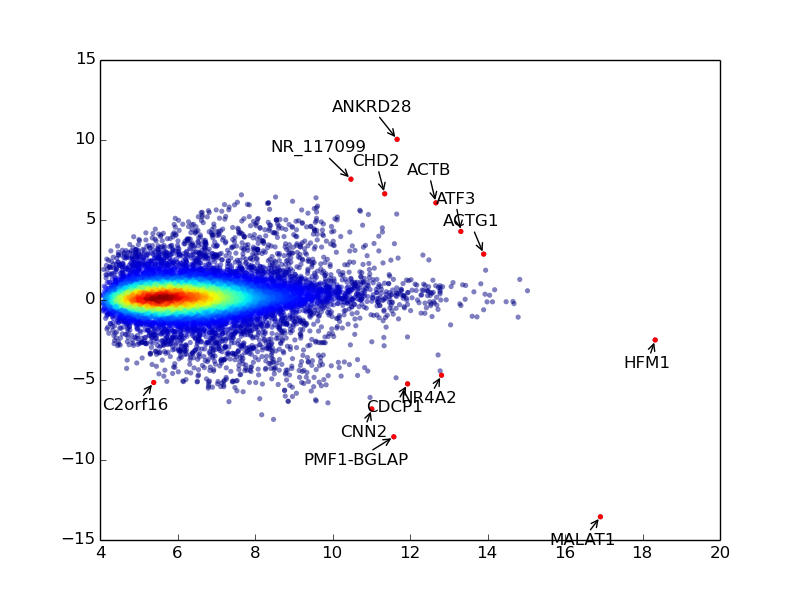 15
ANKRD28
10
NR_117099
CHD2
ACTB
ATF3
5
ACTG1
0
HFM1
−5
C2orf16
NR4A2
CDCP1
CNN2
PMF1-BGLAP
−10
MALAT1
−15
4 6 8 10 12 14 16 18 20